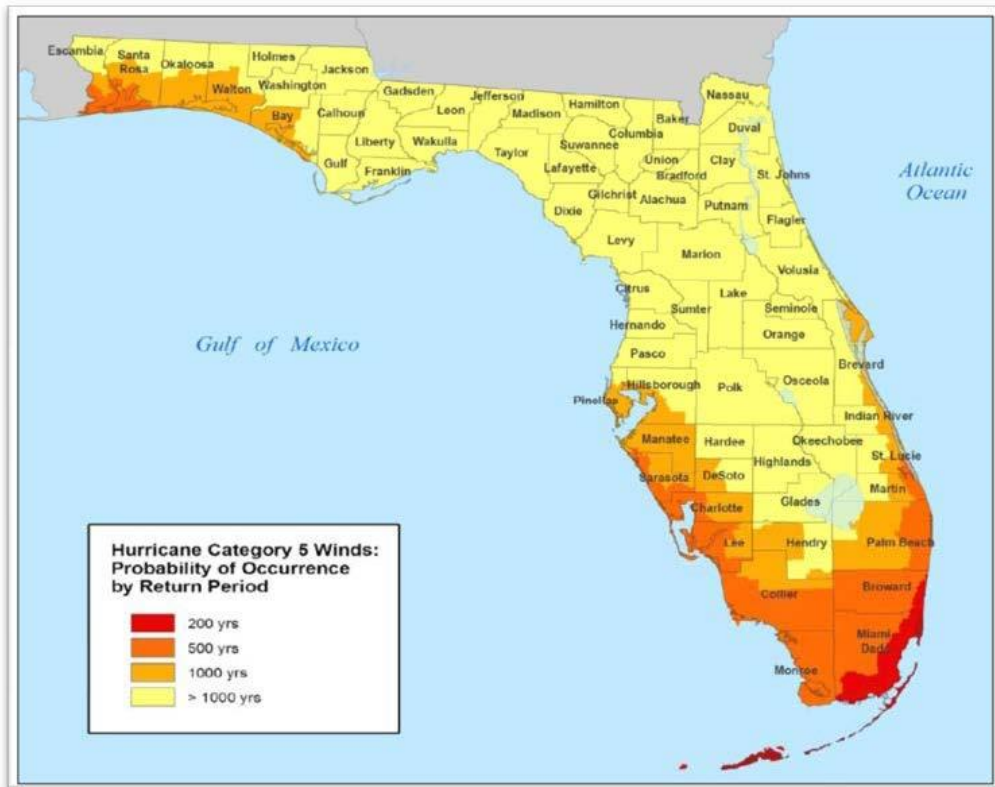 Escambia
Santa
Rosa
Okaloosa
Holmes
Walton
Washington
Jackson
Bay
Calhoun
Gulf
Gadsden
Liberty
Franklin
Leon
Wakulla
Jefferson
Madison
Taylor
Hamilton
Suwannee
Lafayette
Columbia
Baker
Nassau
Duval
Union
Bradford
Clay
St. Johns
Gilchrist
Alachua
Putnam
Dixie
Flagler
Levy
Marion
Volusia
Citrus
Sumter
Lake
Seminole
Hernando
Orange
Pasco
Brevard
Hillsborough
Polk
Osceola
Pinellas
Indian River
Manatee
Hardee
Okeechobee
Highlands
St. Lucie
Sarasota
DeSoto
Martin
Charlotte
Glades
Lee
Hendry
Palm Beach
Collier
Broward
Miami-
Dade
Monroe
Atlantic
Ocean
Gulf of Mexico
Hurricane Category 5 Winds:
Probability of Occurrence
by Return Period
200 yrs
500 yrs
1000 yrs
> 1000 yrs